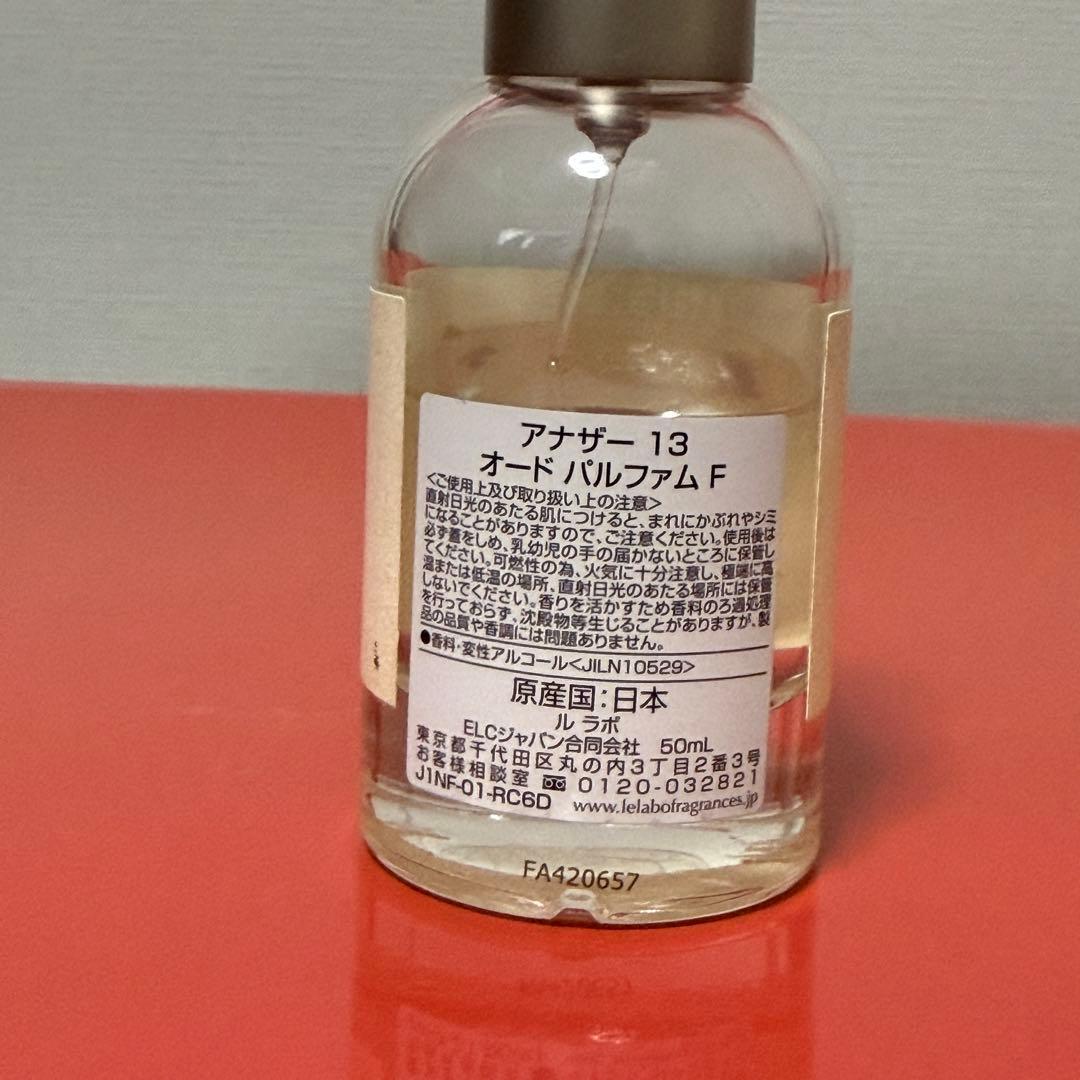 アナザー 13
オード パルファム F
<ご使用上及び取り扱い上の注意>
直射日光のあたる肌につけると、まれにかぶれやシミ
になることがありますので、ご注意ください。使用後は
必ず蓋をしめ、乳幼児の手の届かないところに保管し
てください。可燃性の為、火気に十分注意し、極端に高
温または低温の場所、直射日光のあたる場所には保管
しないでください。香りを活かすため香料のろ過処理
を行っておらず、沈殿物等生じることがありますが、製
品の品質や香調には問題ありません。
●香料・変性アルコール<JILN10529>
原産国:日本
ル ラボ
ELCジャパン合同会社 50mL
東京都千代田区丸の内3丁目2番3号
お客様相談室 0120-032821
J1NF-01-RC6D www.lelabofragrances.jp
FA420657